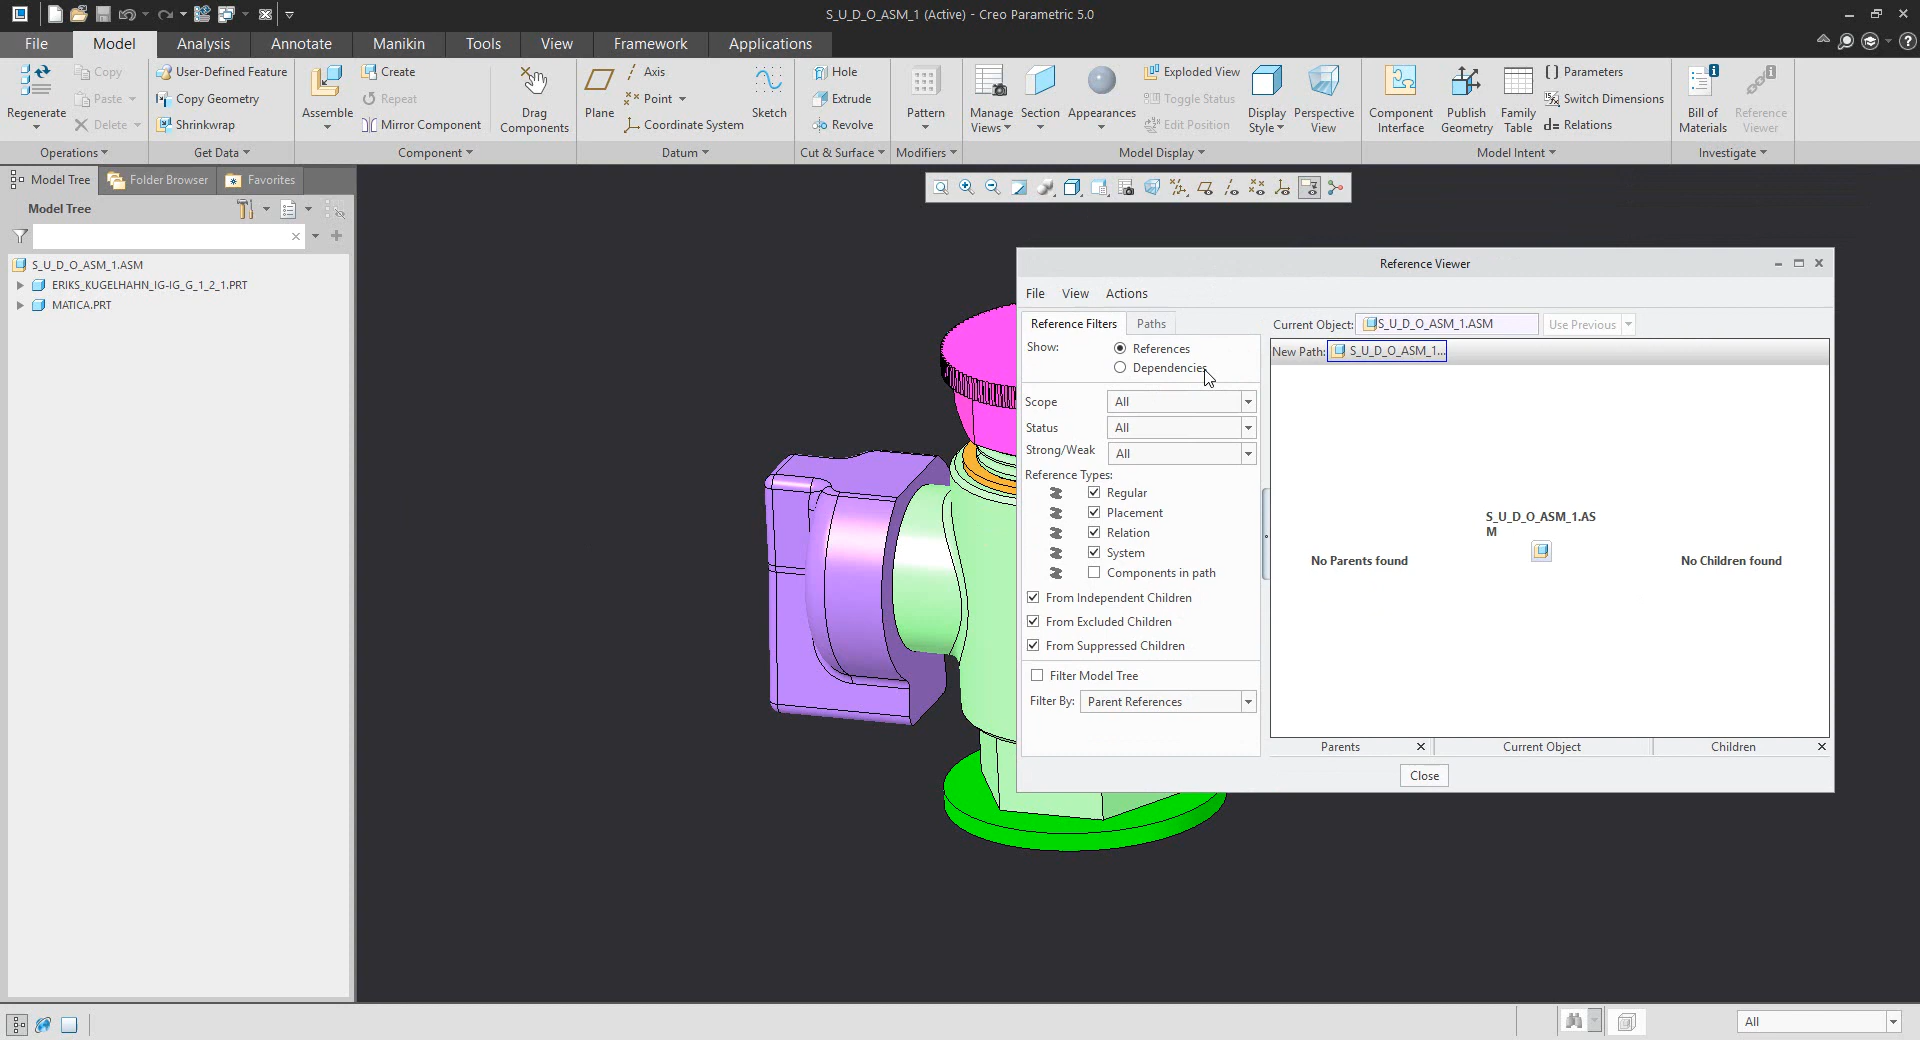 S_U_D_O_ASM_1 (Active) - Creo Parametric 5.0
File Model Analysis Annotate Manikin Tools View Framework Applications
Regenerate
Copy
Paste
Delete
Operations
User-Defined Feature
Copy Geometry
Shrinkwrap
Get Data
Assemble
Create
Repeat
Mirror Component
Drag Components
Component
Plane
Axis
Point
Coordinate System
Sketch
Datum
Hole
Extrude
Revolve
Cut & Surface
Pattern
Modifiers
Manage Views
Section
Appearances
Exploded View
Toggle Status
Edit Position
Display Style
Perspective View
Model Display
Component Interface
Publish Geometry
Family Table
Parameters
Switch Dimensions
Relations
Model Intent
Bill of Materials
Reference Viewer
Investigate
Model Tree Folder Browser Favorites
Model Tree
S_U_D_O_ASM_1.ASM
ERIKS_KUGELHAHN_IG-IG_G_1_2_1.PRT
MATICA.PRT
Reference Viewer
File View Actions
Reference Filters Paths
Show: References
Dependencies
Scope All
Status All
Strong/Weak All
Reference Types:
Regular
Placement
Relation
System
Components in path
From Independent Children
From Excluded Children
From Suppressed Children
Filter Model Tree
Filter By: Parent References
Current Object: S_U_D_O_ASM_1.ASM Use Previous
New Path: S_U_D_O_ASM_1...
S_U_D_O_ASM_1.AS
M
No Parents found
No Children found
Parents Current Object Children
Close
All